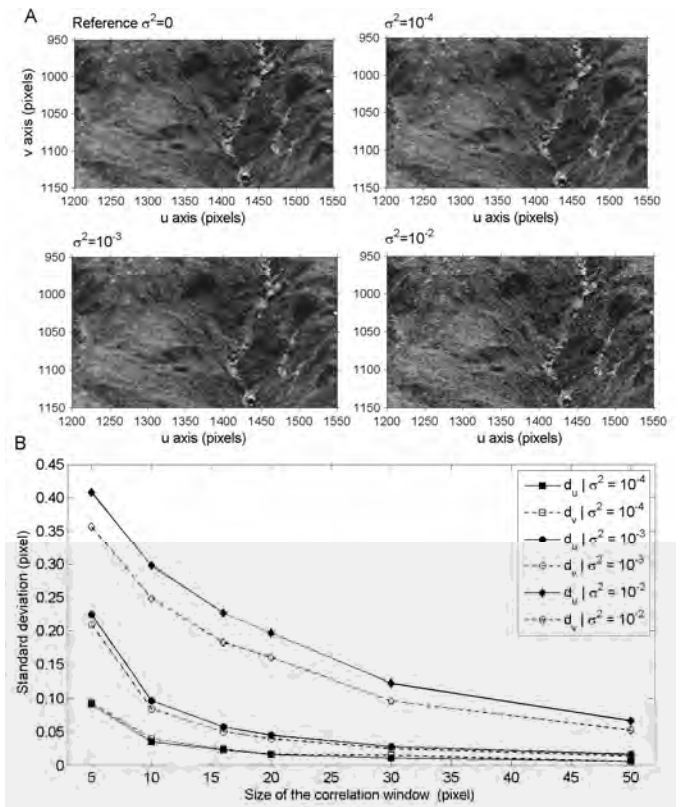 A
Reference σ²=0
σ²=10⁻⁴
950
1000
1050
1100
1150
v axis (pixels)
1200 1250 1300 1350 1400 1450 1500 1550
u axis (pixels)
950
1000
1050
1100
1150
1200 1250 1300 1350 1400 1450 1500 1550
u axis (pixels)
σ²=10⁻³
σ²=10⁻²
950
1000
1050
1100
1150
1200 1250 1300 1350 1400 1450 1500 1550
u axis (pixels)
950
1000
1050
1100
1150
1200 1250 1300 1350 1400 1450 1500 1550
u axis (pixels)
B
0.45
0.40
0.35
0.30
0.25
0.20
0.15
0.10
0.05
0
Standard deviation (pixel)
d_u | σ² = 10⁻⁴
d_v | σ² = 10⁻⁴
d_u | σ² = 10⁻³
d_v | σ² = 10⁻³
d_u | σ² = 10⁻²
d_v | σ² = 10⁻²
5 10 15 20 25 30 35 40 45 50
Size of the correlation window (pixel)